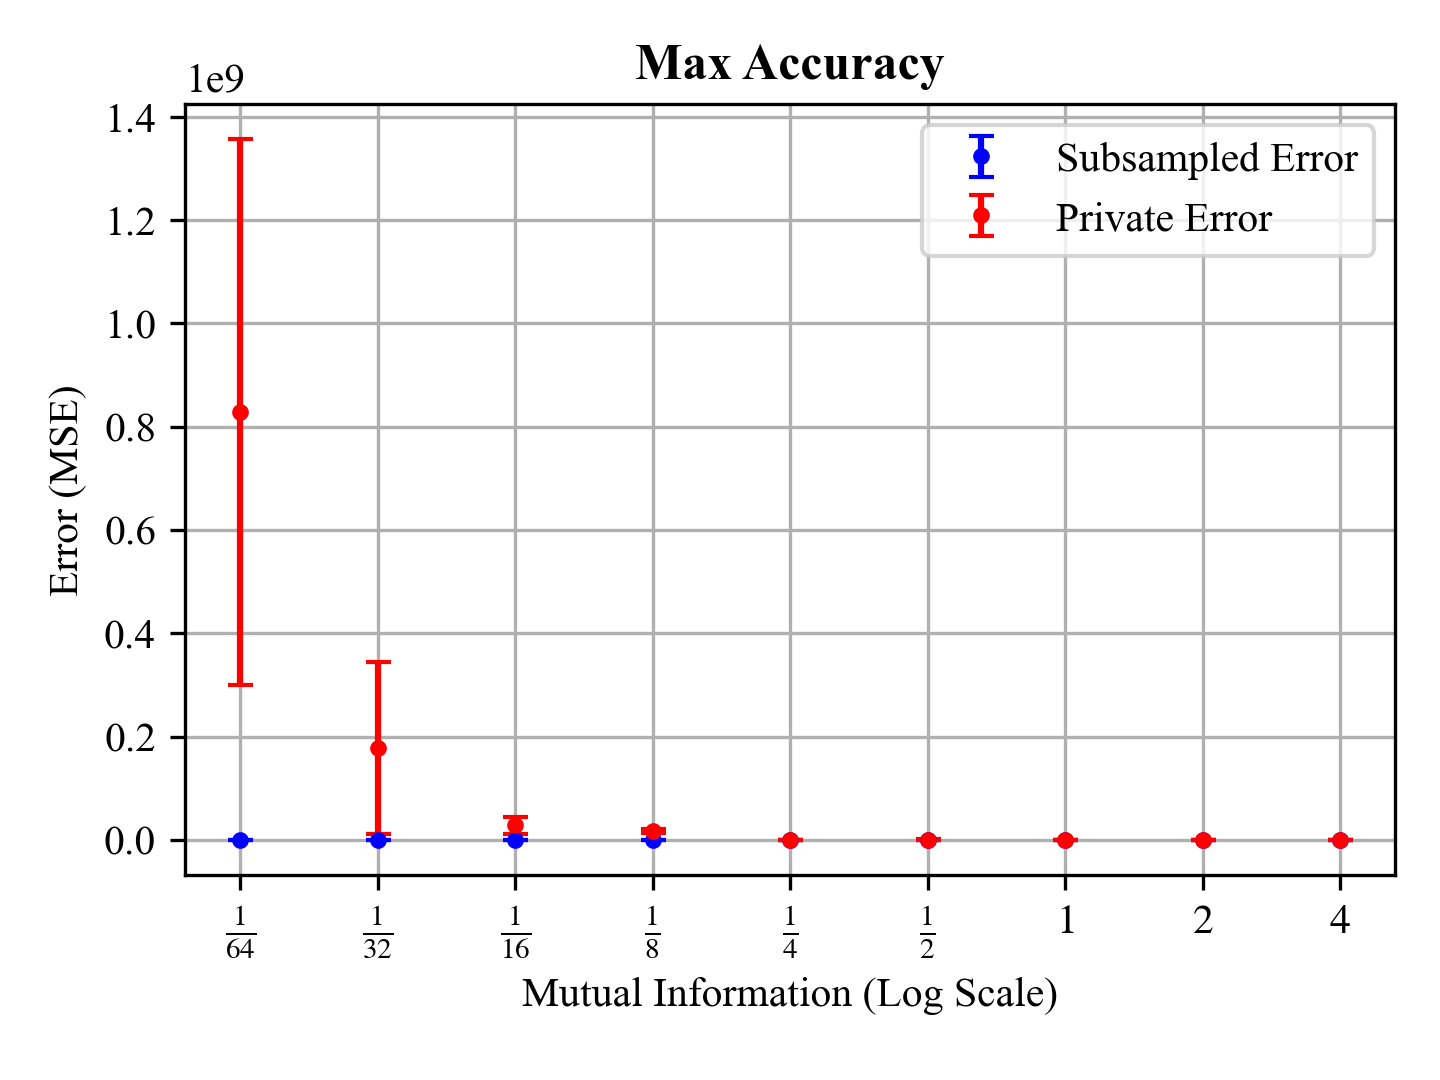 Max Accuracy
1e9
1.4
1.2
1.0
0.8
0.6
0.4
0.2
0.0
Error (MSE)
Subsampled Error
Private Error
1/64 1/32 1/16 1/8 1/4 1/2 1 2 4
Mutual Information (Log Scale)